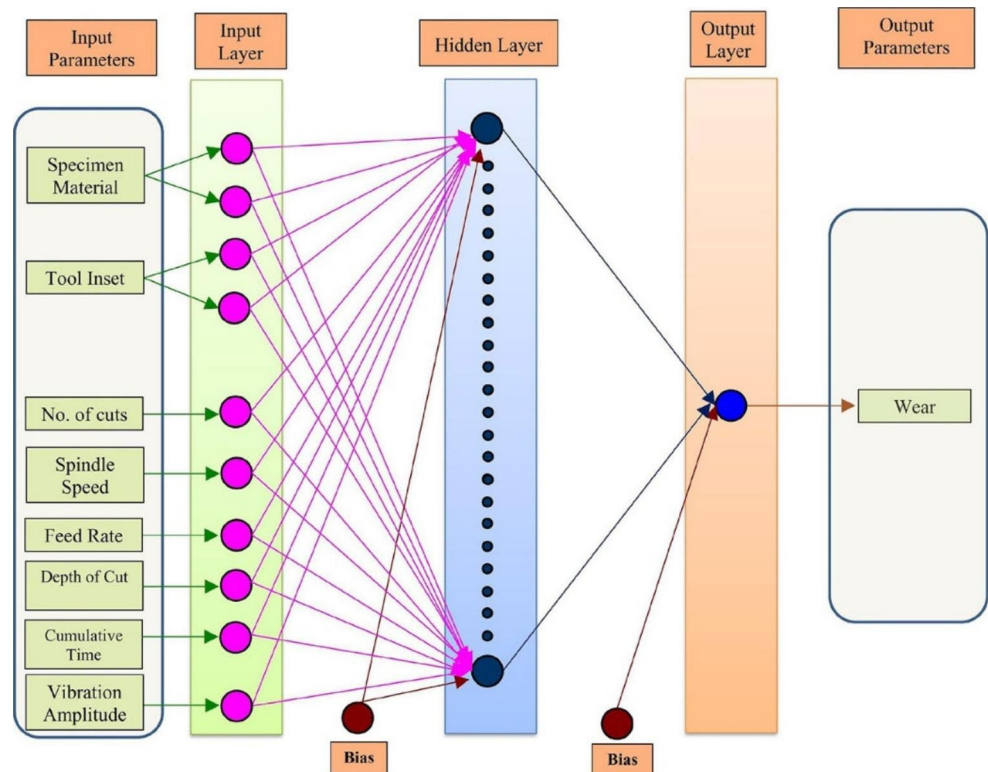 Input
Parameters
Input
Layer
Hidden Layer
Output
Layer
Output
Parameters
Specimen
Material
Tool Inset
No. of cuts
Spindle
Speed
Feed Rate
Depth of Cut
Cumulative
Time
Vibration
Amplitude
Wear
Bias
Bias